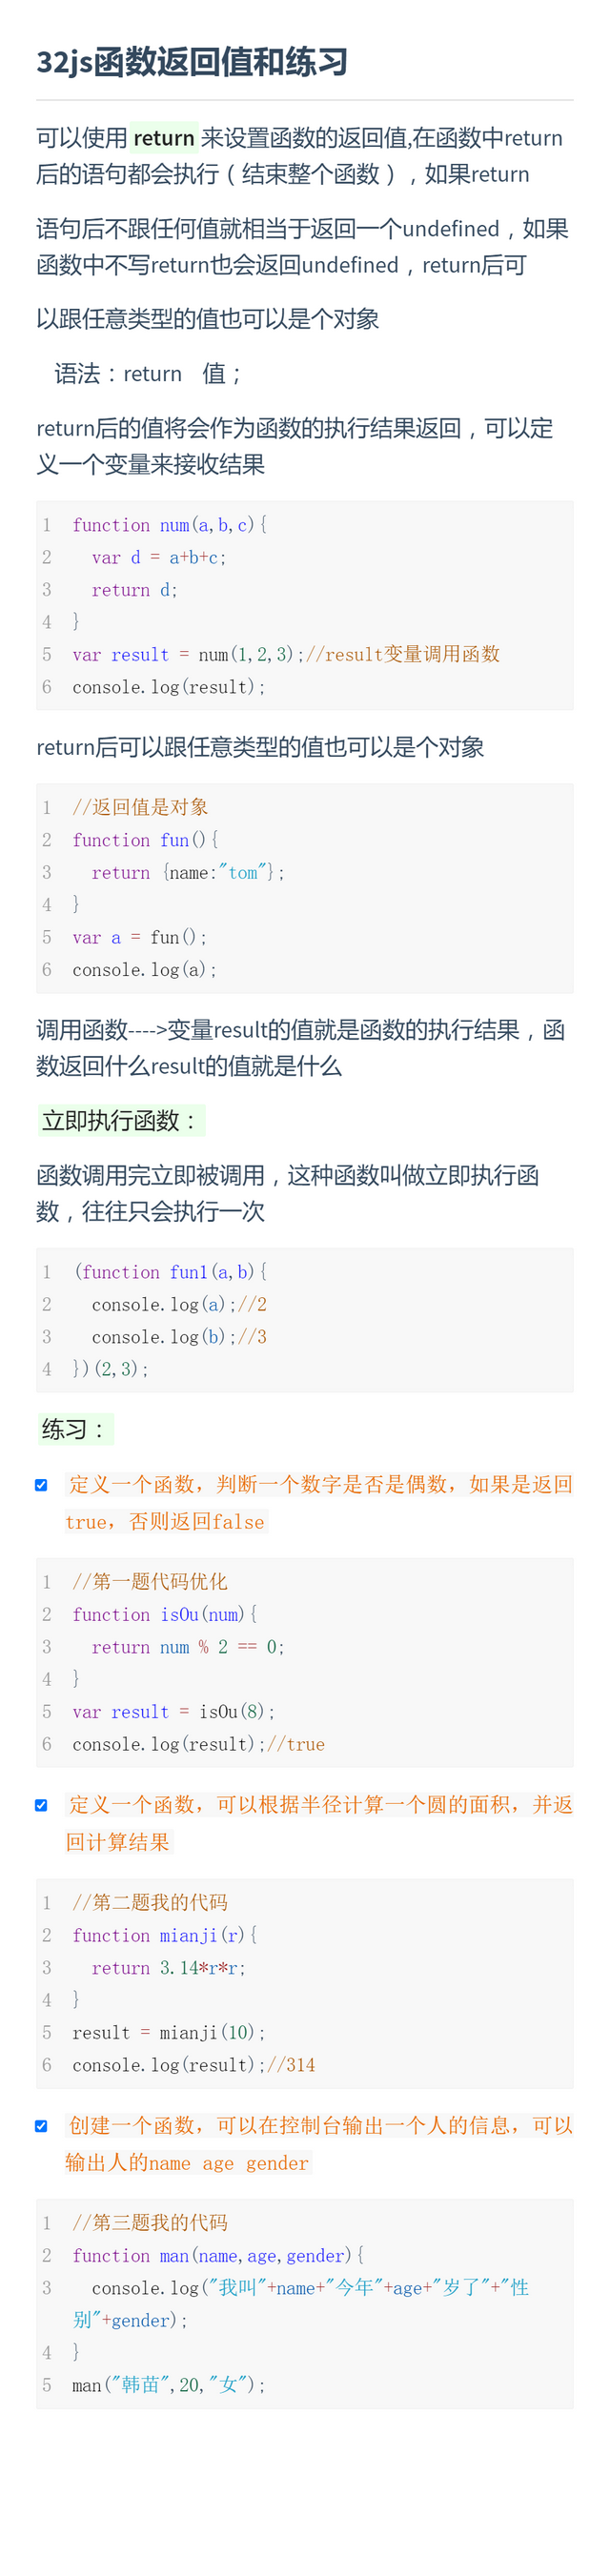 32js函数返回值和练习
可以使用 return 来设置函数的返回值,在函数中return
后的语句都会执行（结束整个函数），如果return
语句后不跟任何值就相当于返回一个undefined，如果
函数中不写return也会返回undefined，return后可
以跟任意类型的值也可以是个对象
语法：return 值；
return后的值将会作为函数的执行结果返回，可以定
义一个变量来接收结果
1 function num(a,b,c){
2 var d = a+b+c;
3 return d;
4 }
5 var result = num(1,2,3);//result变量调用函数
6 console.log(result);
return后可以跟任意类型的值也可以是个对象
1 //返回值是对象
2 function fun(){
3 return {name:"tom"};
4 }
5 var a = fun();
6 console.log(a);
调用函数---->变量result的值就是函数的执行结果，函
数返回什么result的值就是什么
立即执行函数：
函数调用完立即被调用，这种函数叫做立即执行函
数，往往只会执行一次
1 (function fun1(a,b){
2 console.log(a);//2
3 console.log(b);//3
4 })(2,3);
练习：
定义一个函数，判断一个数字是否是偶数，如果是返回
true，否则返回false
1 //第一题代码优化
2 function isOu(num){
3 return num % 2 == 0;
4 }
5 var result = isOu(8);
6 console.log(result);//true
定义一个函数，可以根据半径计算一个圆的面积，并返
回计算结果
1 //第二题我的代码
2 function mianji(r){
3 return 3.14*r*r;
4 }
5 result = mianji(10);
6 console.log(result);//314
创建一个函数，可以在控制台输出一个人的信息，可以
输出人的name age gender
1 //第三题我的代码
2 function man(name,age,gender){
3 console.log("我叫"+name+"今年"+age+"岁了"+"性
别"+gender);
4 }
5 man("韩苗",20,"女");